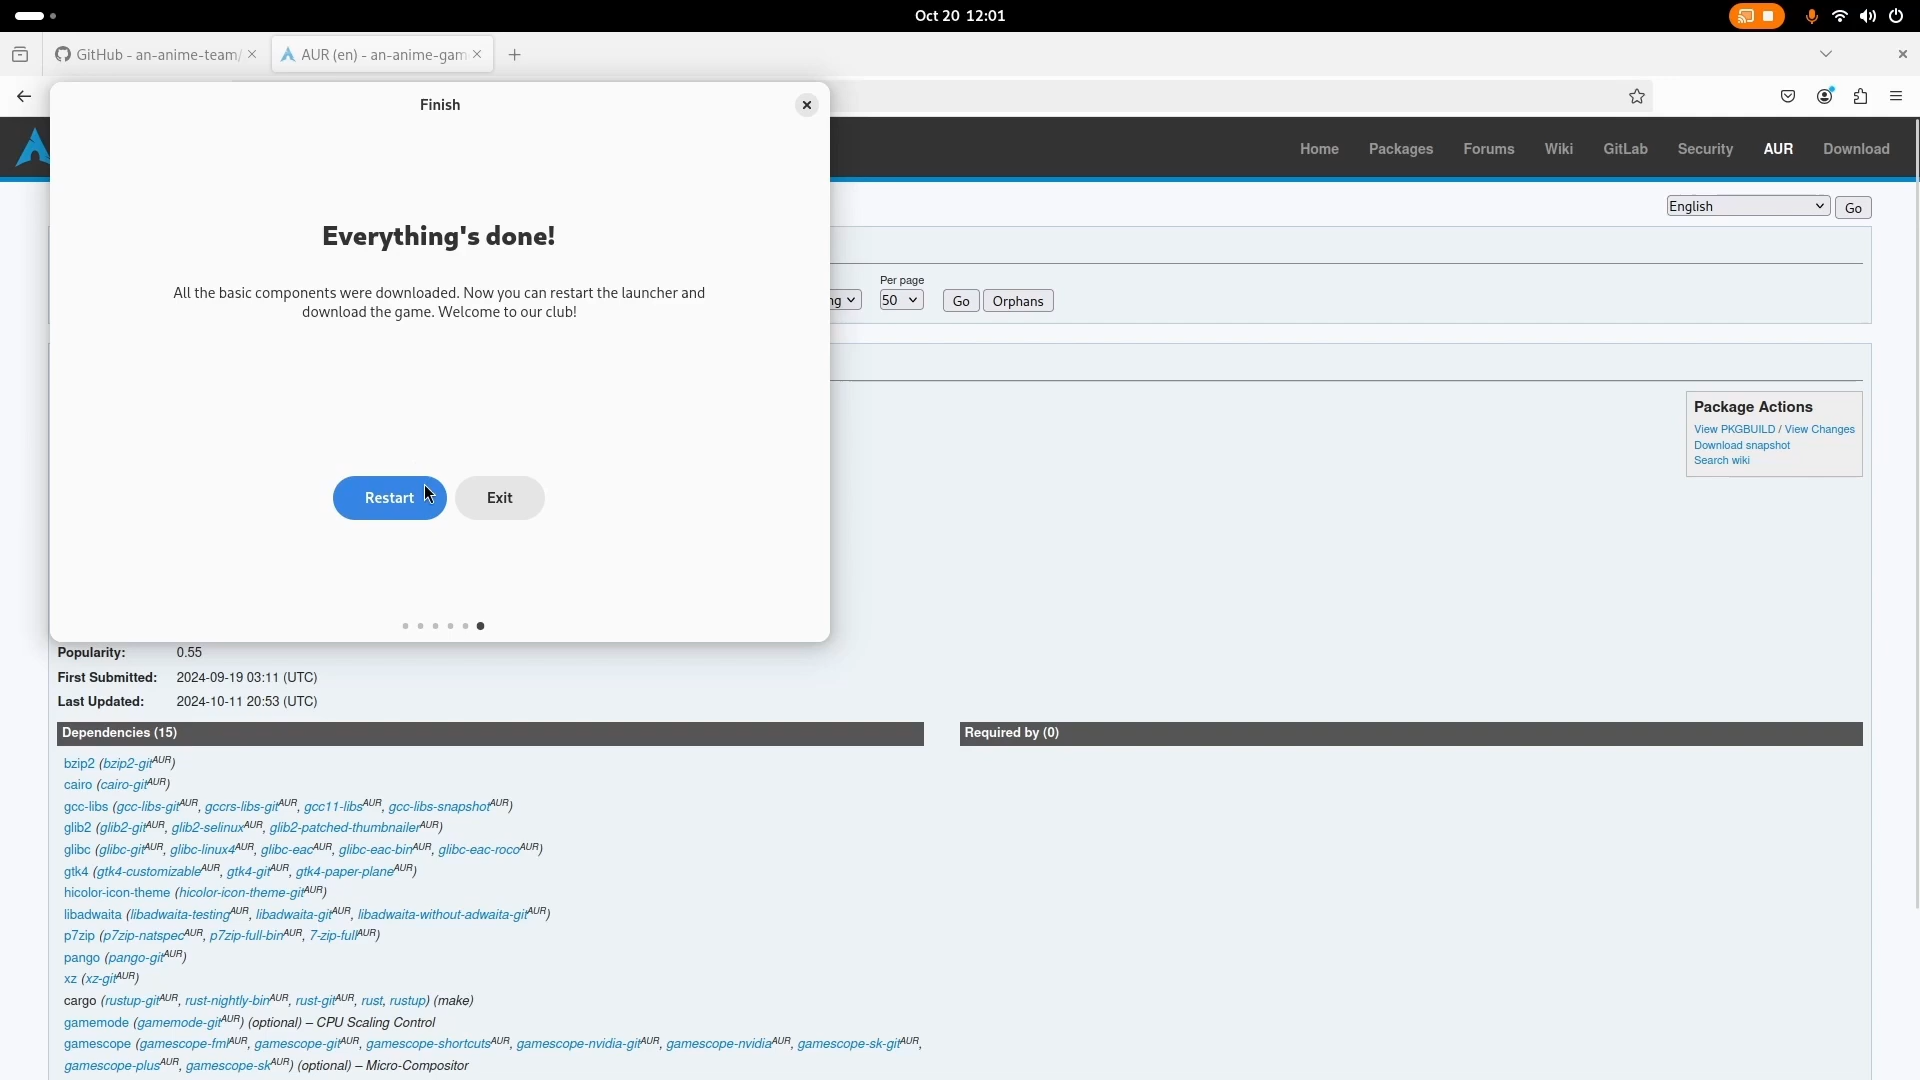 Oct 20 12:01
GitHub - an-anime-team/
AUR (en) - an-anime-gam
Finish
Home Packages Forums Wiki GitLab Security AUR Download
English Go
Everything's done!
All the basic components were downloaded. Now you can restart the launcher and
download the game. Welcome to our club!
Per page
ng 50 Go Orphans
Package Actions
View PKGBUILD / View Changes
Download snapshot
Search wiki
Restart Exit
Popularity: 0.55
First Submitted: 2024-09-19 03:11 (UTC)
Last Updated: 2024-10-11 20:53 (UTC)
Dependencies (15) Required by (0)
bzip2 (bzip2-gitAUR)
cairo (cairo-gitAUR)
gcc-libs (gcc-libs-gitAUR, gccrs-libs-gitAUR, gcc11-libsAUR, gcc-libs-snapshotAUR)
glib2 (glib2-gitAUR, glib2-selinuxAUR, glib2-patched-thumbnailerAUR)
glibc (glibc-gitAUR, glibc-linux4AUR, glibc-eacAUR, glibc-eac-binAUR, glibc-eac-rocoAUR)
gtk4 (gtk4-customizableAUR, gtk4-gitAUR, gtk4-paper-planeAUR)
hicolor-icon-theme (hicolor-icon-theme-gitAUR)
libadwaita (libadwaita-testingAUR, libadwaita-gitAUR, libadwaita-without-adwaita-gitAUR)
p7zip (p7zip-natspecAUR, p7zip-full-binAUR, 7-zip-fullAUR)
pango (pango-gitAUR)
xz (xz-gitAUR)
cargo (rustup-gitAUR, rust-nightly-binAUR, rust-gitAUR, rust, rustup) (make)
gamemode (gamemode-gitAUR) (optional) – CPU Scaling Control
gamescope (gamescope-fmlAUR, gamescope-gitAUR, gamescope-shortcutsAUR, gamescope-nvidia-gitAUR, gamescope-nvidiaAUR, gamescope-sk-gitAUR,
gamescope-plusAUR, gamescope-skAUR) (optional) – Micro-Compositor